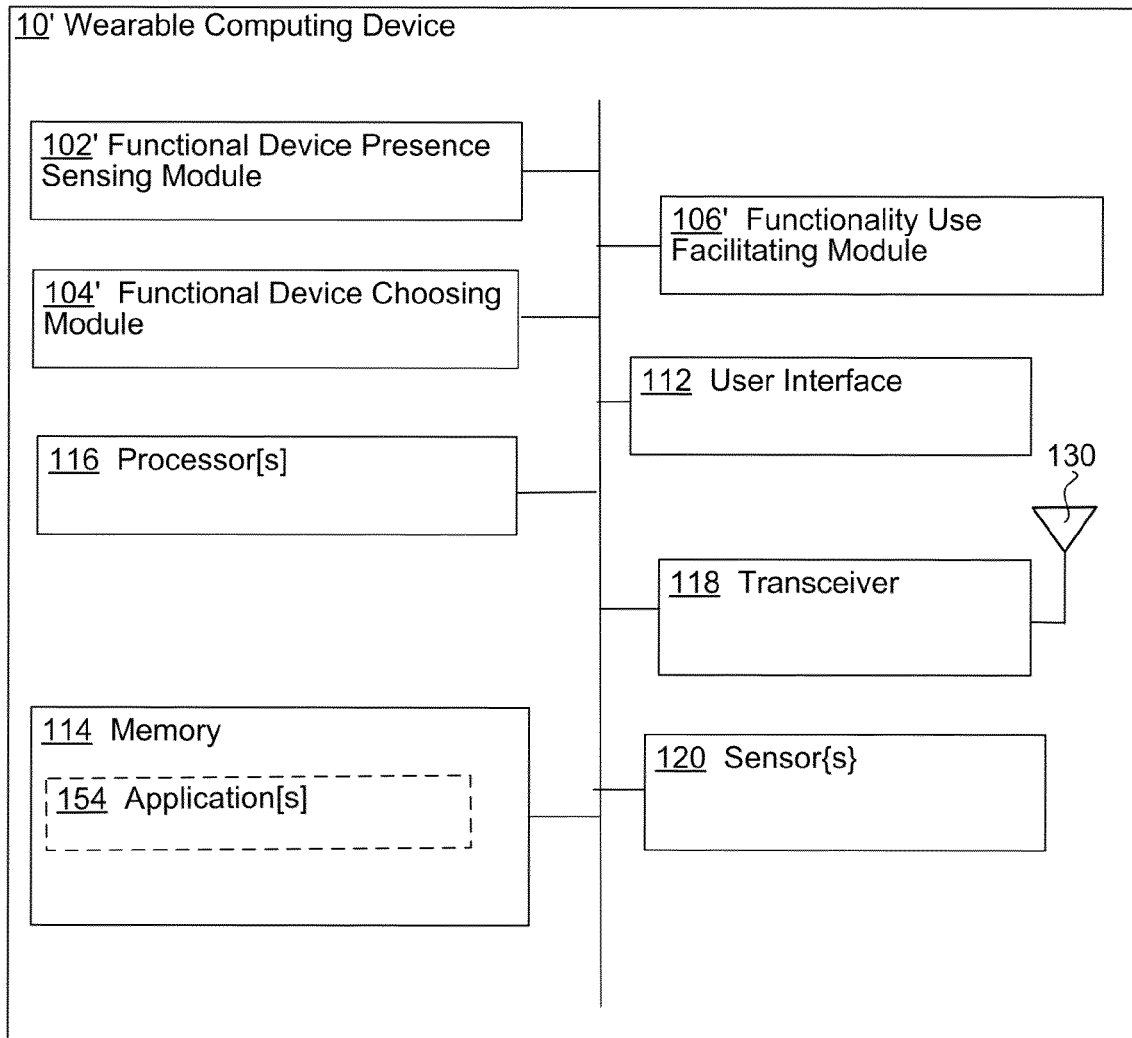 10' Wearable Computing Device
102' Functional Device Presence
Sensing Module
106' Functionality Use
Facilitating Module
104' Functional Device Choosing
Module
112 User Interface
116 Processor[s]
130
118 Transceiver
114 Memory
120 Sensor{s}
154 Application[s]